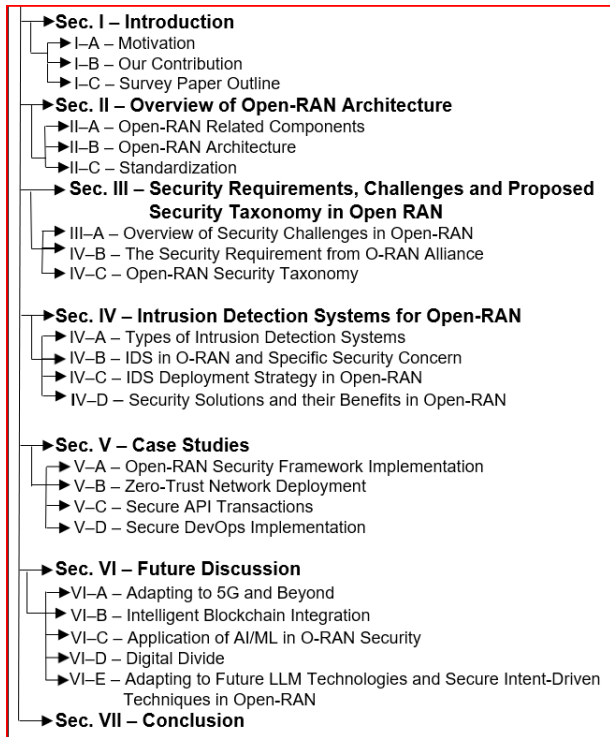 Sec. I – Introduction
I–A – Motivation
I–B – Our Contribution
I–C – Survey Paper Outline
Sec. II – Overview of Open-RAN Architecture
II–A – Open-RAN Related Components
II–B – Open-RAN Architecture
II–C – Standardization
Sec. III – Security Requirements, Challenges and Proposed
Security Taxonomy in Open RAN
III–A – Overview of Security Challenges in Open-RAN
IV–B – The Security Requirement from O-RAN Alliance
IV–C – Open-RAN Security Taxonomy
Sec. IV – Intrusion Detection Systems for Open-RAN
IV–A – Types of Intrusion Detection Systems
IV–B – IDS in O-RAN and Specific Security Concern
IV–C – IDS Deployment Strategy in Open-RAN
IV–D – Security Solutions and their Benefits in Open-RAN
Sec. V – Case Studies
V–A – Open-RAN Security Framework Implementation
V–B – Zero-Trust Network Deployment
V–C – Secure API Transactions
V–D – Secure DevOps Implementation
Sec. VI – Future Discussion
VI–A – Adapting to 5G and Beyond
VI–B – Intelligent Blockchain Integration
VI–C – Application of AI/ML in O-RAN Security
VI–D – Digital Divide
VI–E – Adapting to Future LLM Technologies and Secure Intent-Driven
Techniques in Open-RAN
Sec. VII – Conclusion